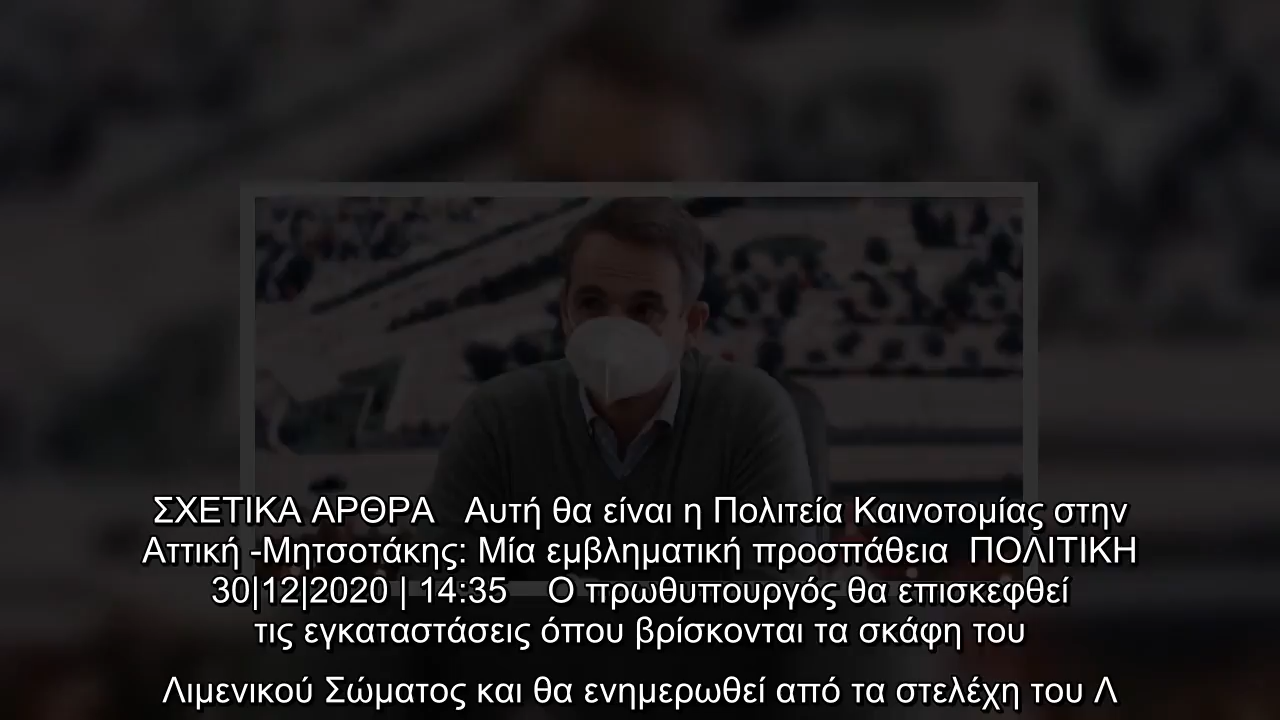 ΣΧΕΤΙΚΑ ΑΡΘΡΑ   Αυτή θα είναι η Πολιτεία Καινοτομίας στην
Αττική -Μητσοτάκης: Μία εμβληματική προσπάθεια  ΠΟΛΙΤΙΚΗ
30|12|2020 | 14:35    Ο πρωθυπουργός θα επισκεφθεί
τις εγκαταστάσεις όπου βρίσκονται τα σκάφη του
Λιμενικού Σώματος και θα ενημερωθεί από τα στελέχη του Λ